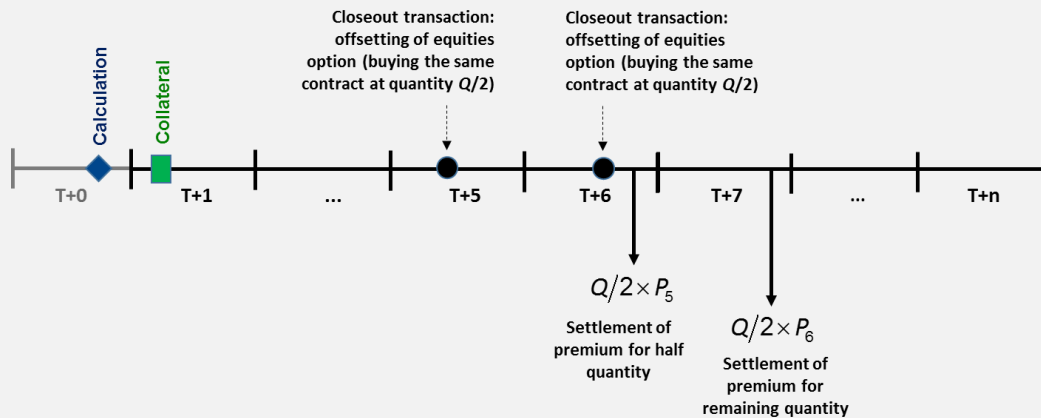 Closeout transaction:
offsetting of equities
option (buying the same
contract at quantity Q/2)
Closeout transaction:
offsetting of equities
option (buying the same
contract at quantity Q/2)
Calculation
Collateral
T+0
T+1
...
T+5
T+6
T+7
...
T+n
Q/2 × P₅
Settlement of
premium for half
quantity
Q/2 × P₆
Settlement of
premium for
remaining quantity